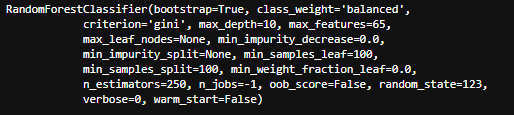 RandomForestClassifier(bootstrap=True, class_weight='balanced',
criterion='gini', max_depth=10, max_features=65,
max_leaf_nodes=None, min_impurity_decrease=0.0,
min_impurity_split=None, min_samples_leaf=100,
min_samples_split=100, min_weight_fraction_leaf=0.0,
n_estimators=250, n_jobs=-1, oob_score=False, random_state=123,
verbose=0, warm_start=False)